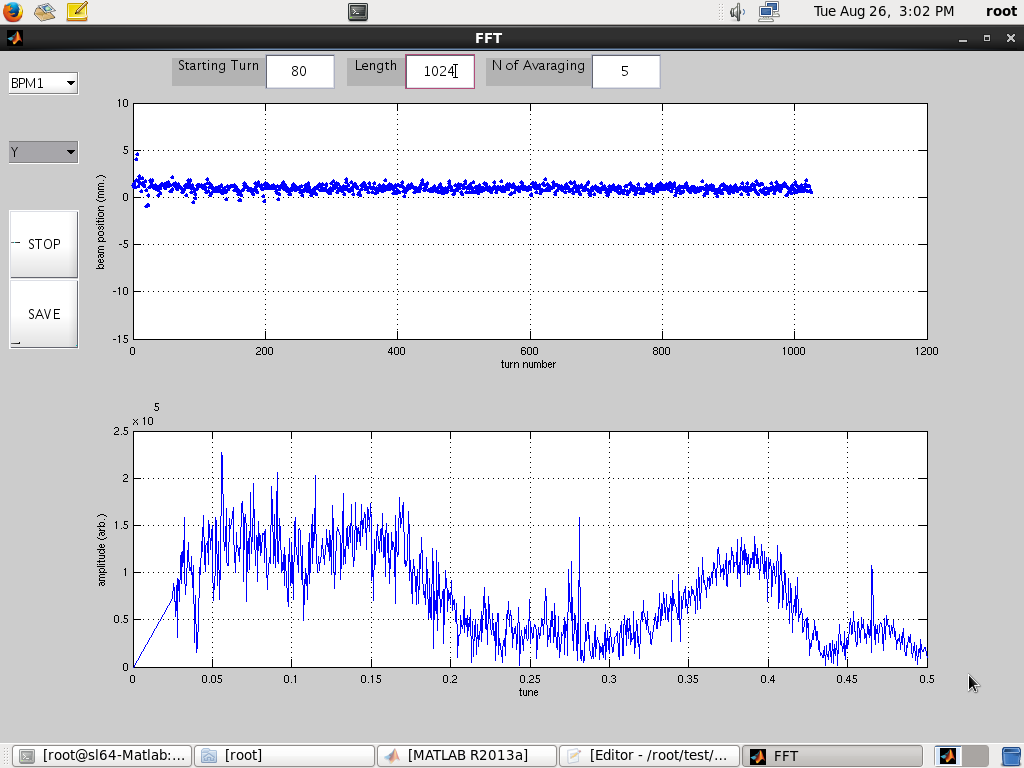 Tue Aug 26, 3:02 PM root
FFT
BPM1
Starting Turn 80 Length 1024 N of Avaraging 5
Y
STOP
SAVE
10
5
0
-5
-10
-15
beam position (mm.)
0 200 400 600 800 1000 1200
turn number
x 10 5
2.5
2
1.5
1
0.5
0
amplitude (arb.)
0 0.05 0.1 0.15 0.2 0.25 0.3 0.35 0.4 0.45 0.5
tune
[root@sl64-Matlab:... [root] [MATLAB R2013a] [Editor - /root/test/... FFT